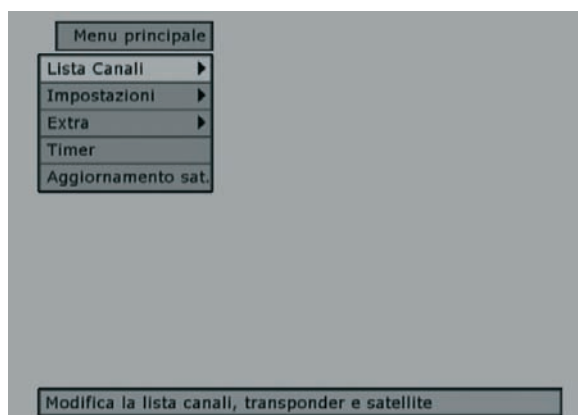 Menu principale
Lista Canali
Impostazioni
Extra
Timer
Aggiornamento sat.
Modifica la lista canali, transponder e satellite